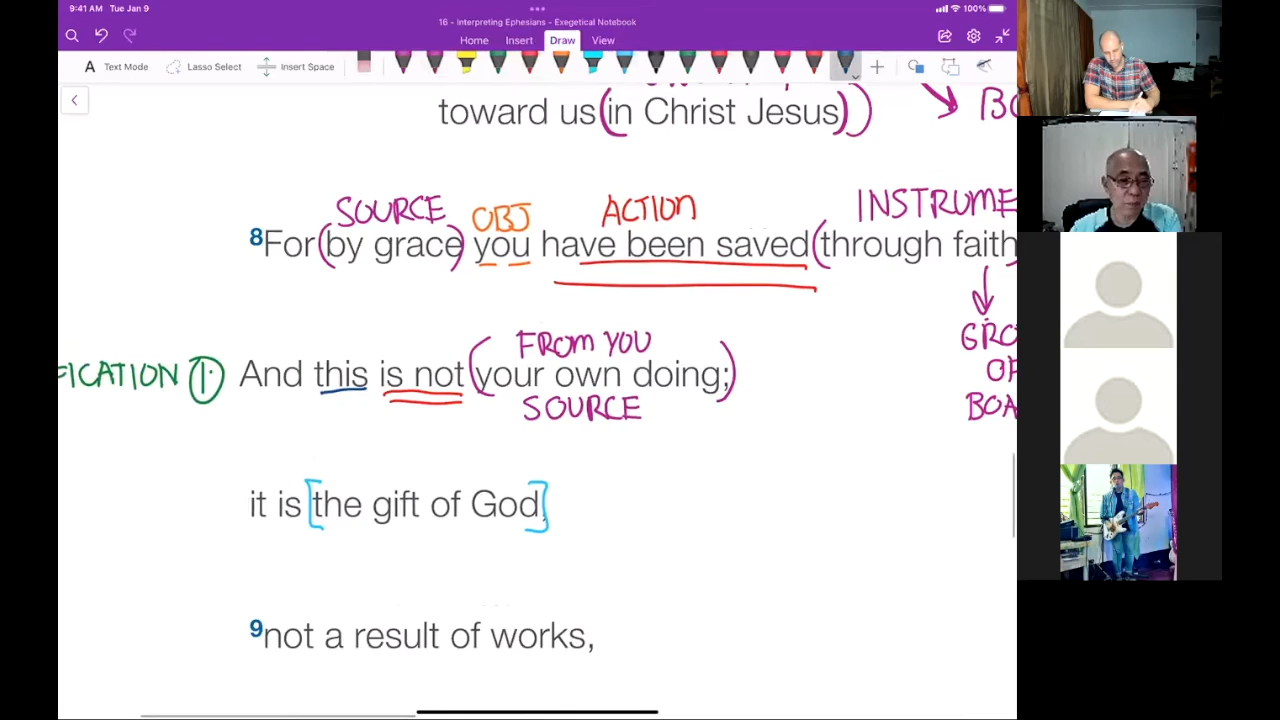 9:41 AM Tue Jan 9
100%
16 - Interpreting Ephesians - Exegetical Notebook
Home Insert Draw View
A Text Mode Lasso Select Insert Space
toward us (in Christ Jesus))
SOURCE OBJ ACTION INSTRUME
8For (by grace) you have been saved (through faith)
FROM YOU
FICATION 1. And this is not (your own doing;)
SOURCE
GRO
OF
BOA
it is [the gift of God,]
9not a result of works,